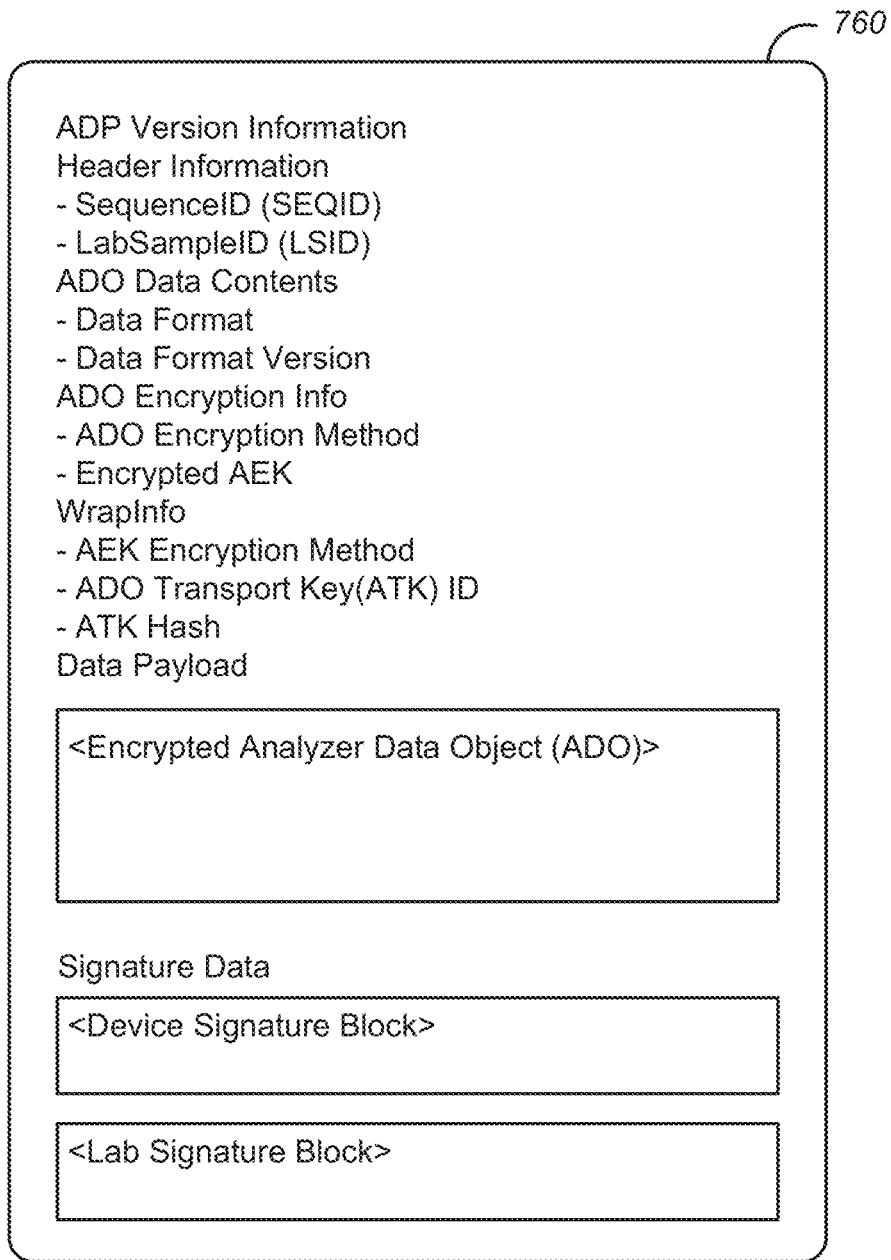 760
ADP Version Information
Header Information
- SequenceID (SEQID)
- LabSampleID (LSID)
ADO Data Contents
- Data Format
- Data Format Version
ADO Encryption Info
- ADO Encryption Method
- Encrypted AEK
WrapInfo
- AEK Encryption Method
- ADO Transport Key(ATK) ID
- ATK Hash
Data Payload
<Encrypted Analyzer Data Object (ADO)>
Signature Data
<Device Signature Block>
<Lab Signature Block>